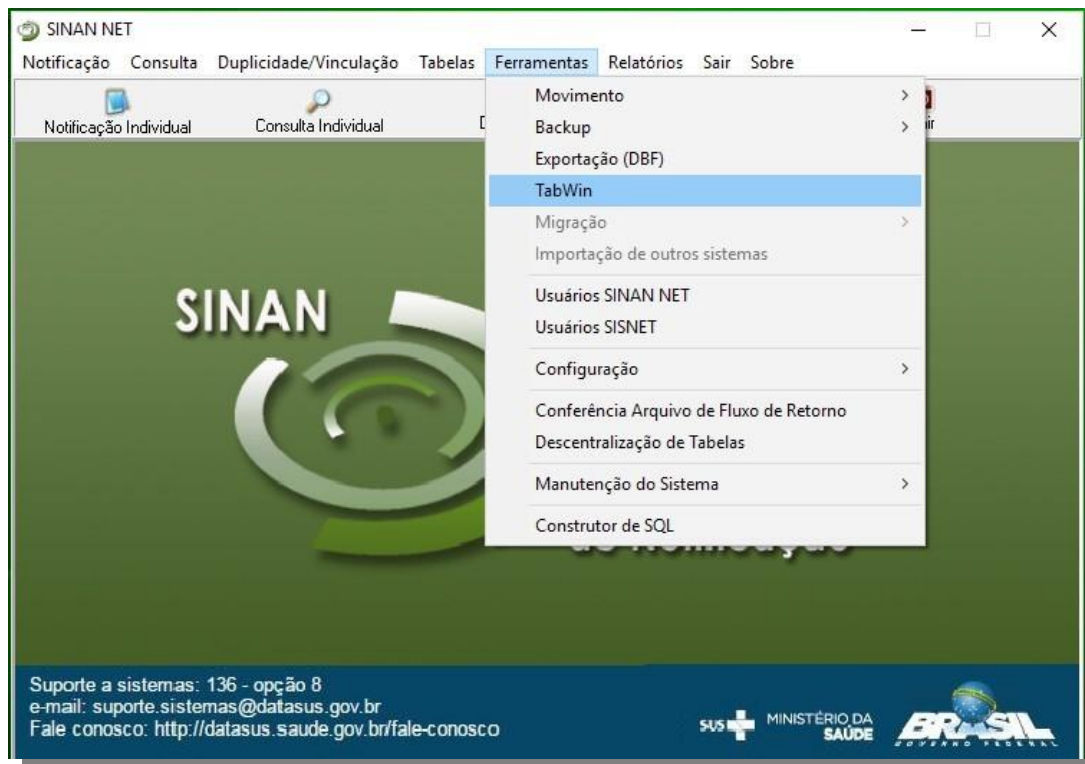 SINAN NET
Notificação Consulta Duplicidade/Vinculação Tabelas Ferramentas Relatórios Sair Sobre
Notificação Individual Consulta Individual
Movimento
Backup
Exportação (DBF)
TabWin
Migração
Importação de outros sistemas
Usuários SINAN NET
Usuários SISNET
Configuração
Conferência Arquivo de Fluxo de Retorno
Descentralização de Tabelas
Manutenção do Sistema
Construtor de SQL
SINAN
Suporte a sistemas: 136 - opção 8
e-mail: suporte.sistemas@datasus.gov.br
Fale conosco: http://datasus.saude.gov.br/fale-conosco
SUS
MINISTÉRIO DA
SAÚDE
BRASIL
GOVERNO FEDERAL